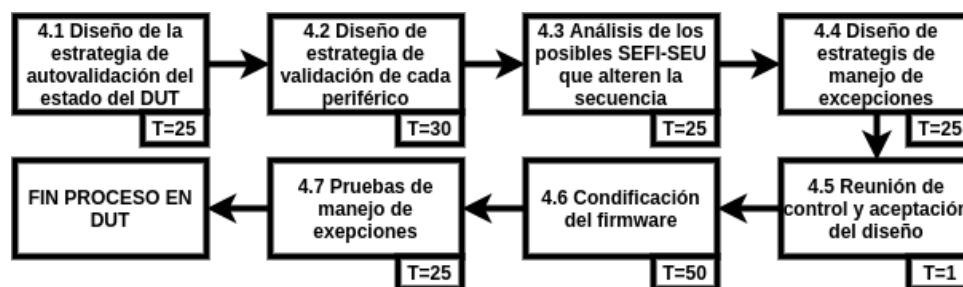 4.1 Diseño de la
estrategia de
autovalidación del
estado del DUT
T=25
4.2 Diseño de
estrategia de
validación de cada
periférico
T=30
4.3 Análisis de los
posibles SEFI-SEU
que alteren la
secuencia
T=25
4.4 Diseño de
estrategis de
manejo de
excepciones
T=25
4.5 Reunión de
control y aceptación
del diseño
T=1
4.6 Condificación
del firmware
T=50
4.7 Pruebas de
manejo de
exepciones
T=25
FIN PROCESO EN
DUT